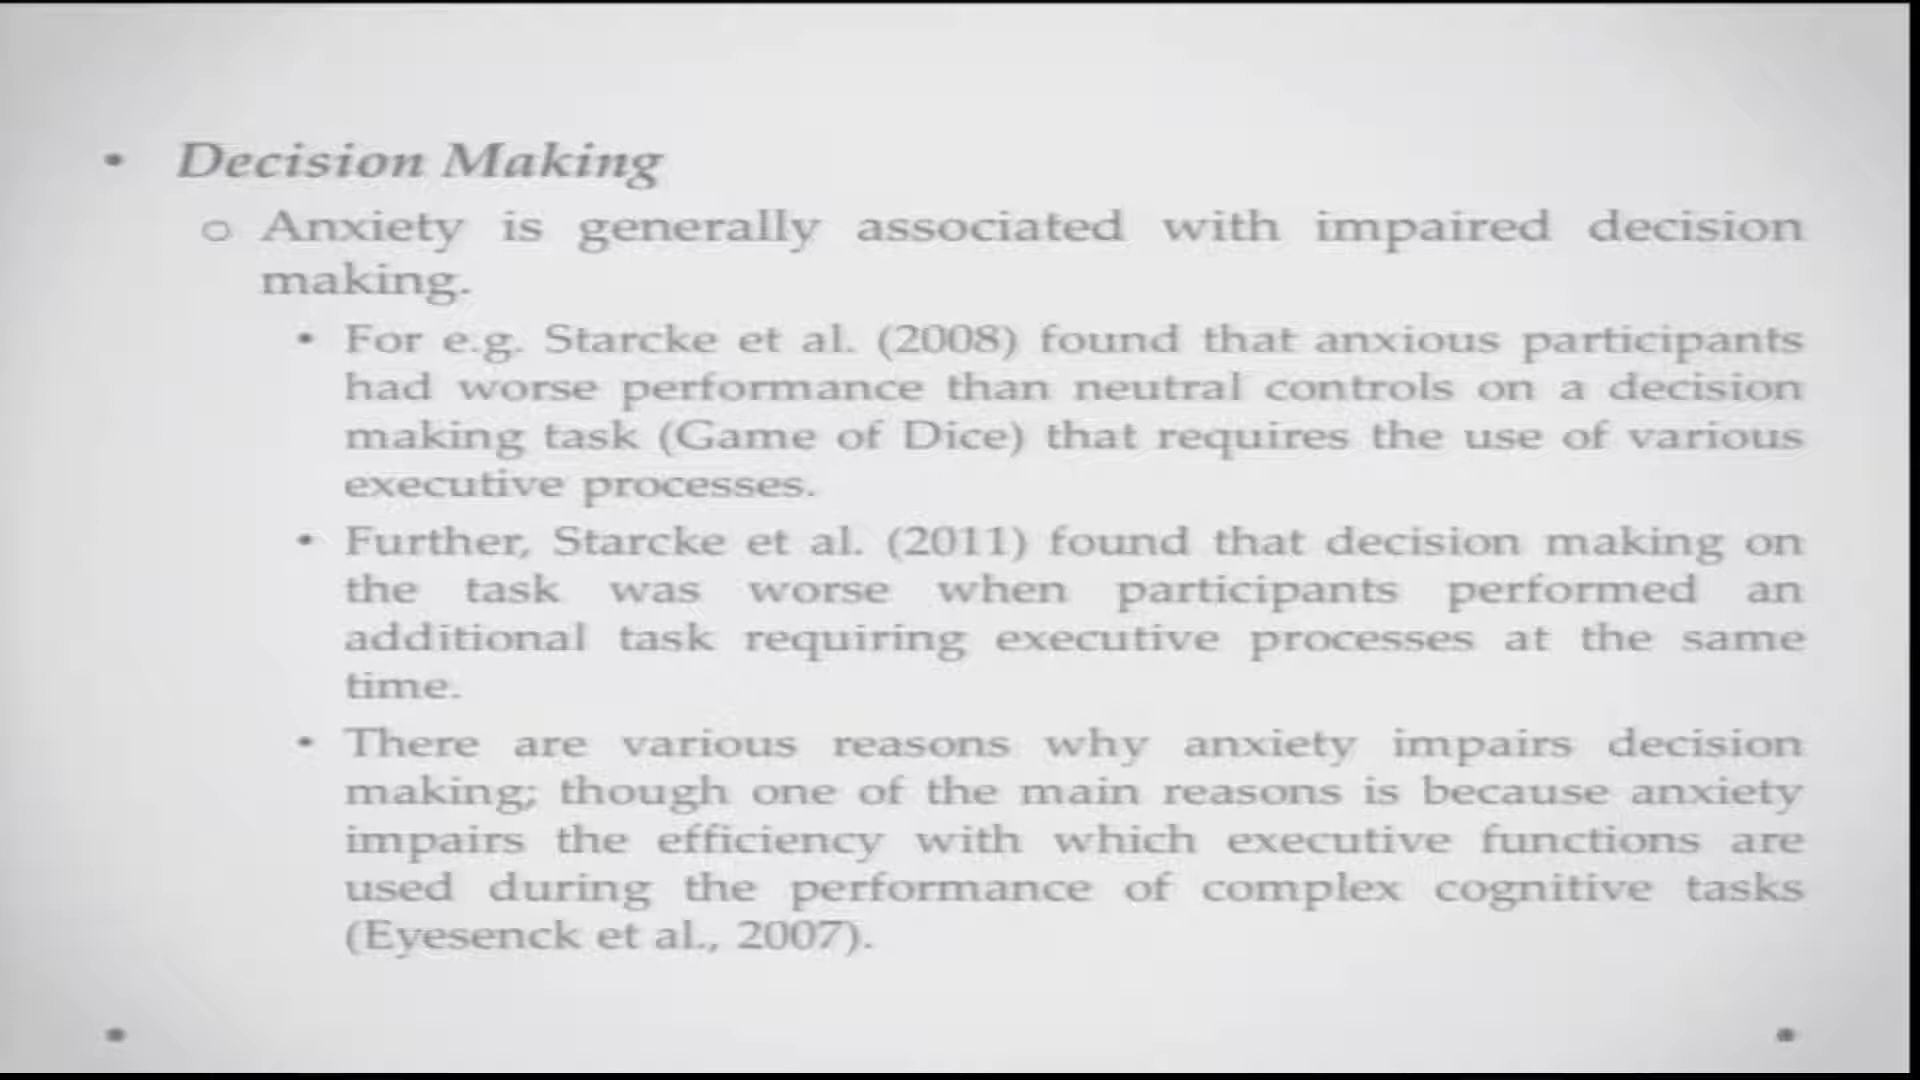 • Decision Making
o Anxiety is generally associated with impaired decision
making.
• For e.g. Starcke et al. (2008) found that anxious participants
had worse performance than neutral controls on a decision
making task (Game of Dice) that requires the use of various
executive processes.
• Further, Starcke et al. (2011) found that decision making on
the task was worse when participants performed an
additional task requiring executive processes at the same
time.
• There are various reasons why anxiety impairs decision
making; though one of the main reasons is because anxiety
impairs the efficiency with which executive functions are
used during the performance of complex cognitive tasks
(Eyesenck et al., 2007).